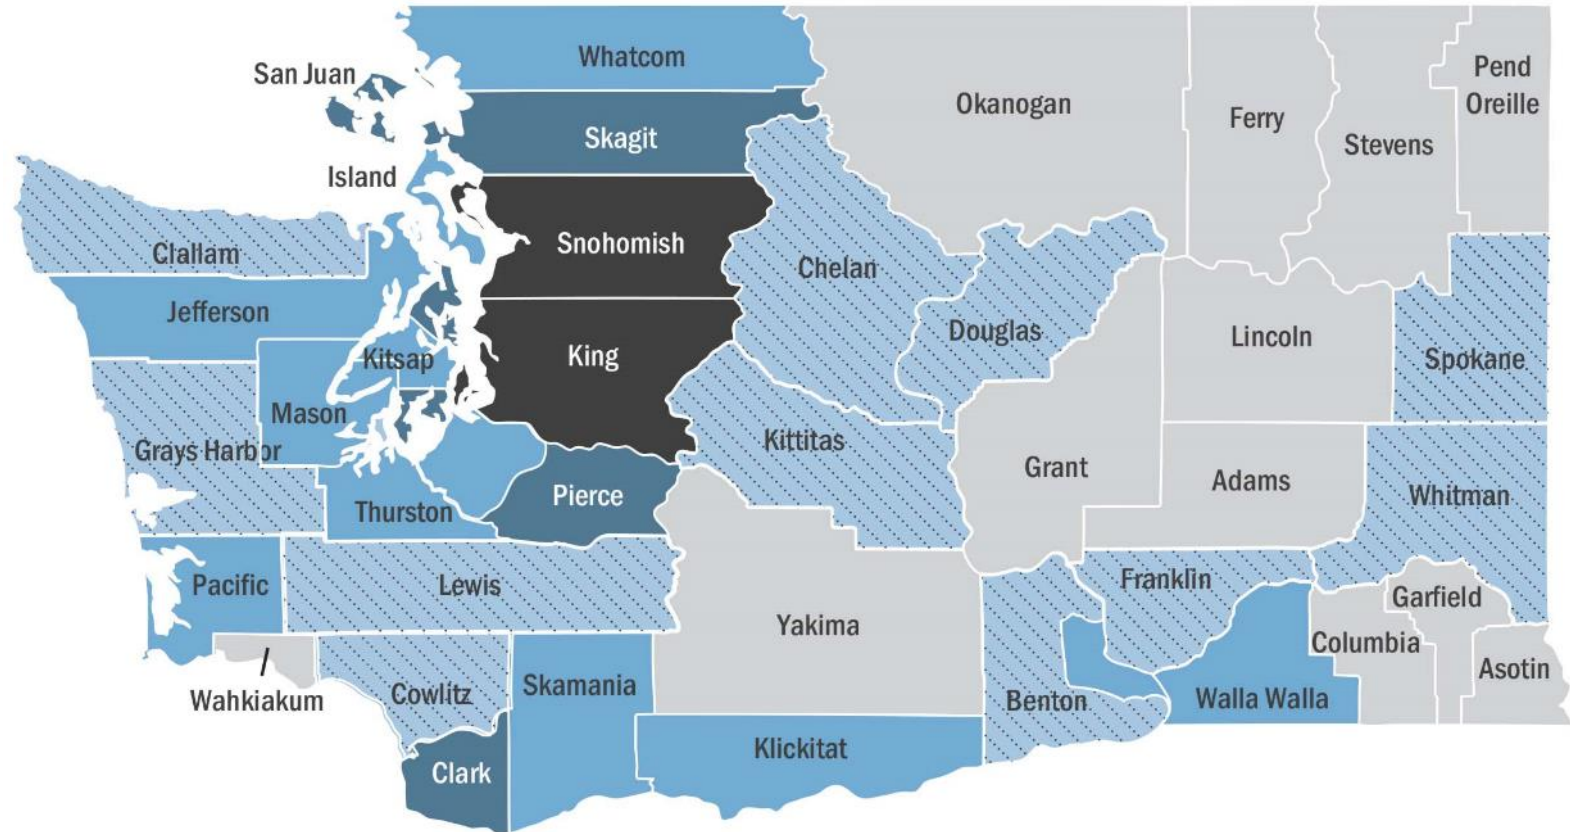 Whatcom
San Juan
Pend
Oreille
Okanogan
Ferry
Skagit
Stevens
Island
Snohomish
Clallam
Chelan
Jefferson
Douglas
Lincoln
King
Kitsap
Spokane
Mason
Kittitas
Grays Harbor
Grant
Adams
Pierce
Whitman
Thurston
Franklin
Pacific
Lewis
Garfield
Yakima
Columbia
Asotin
Skamania
Cowlitz
Wahkiakum
Benton
Walla Walla
Klickitat
Clark